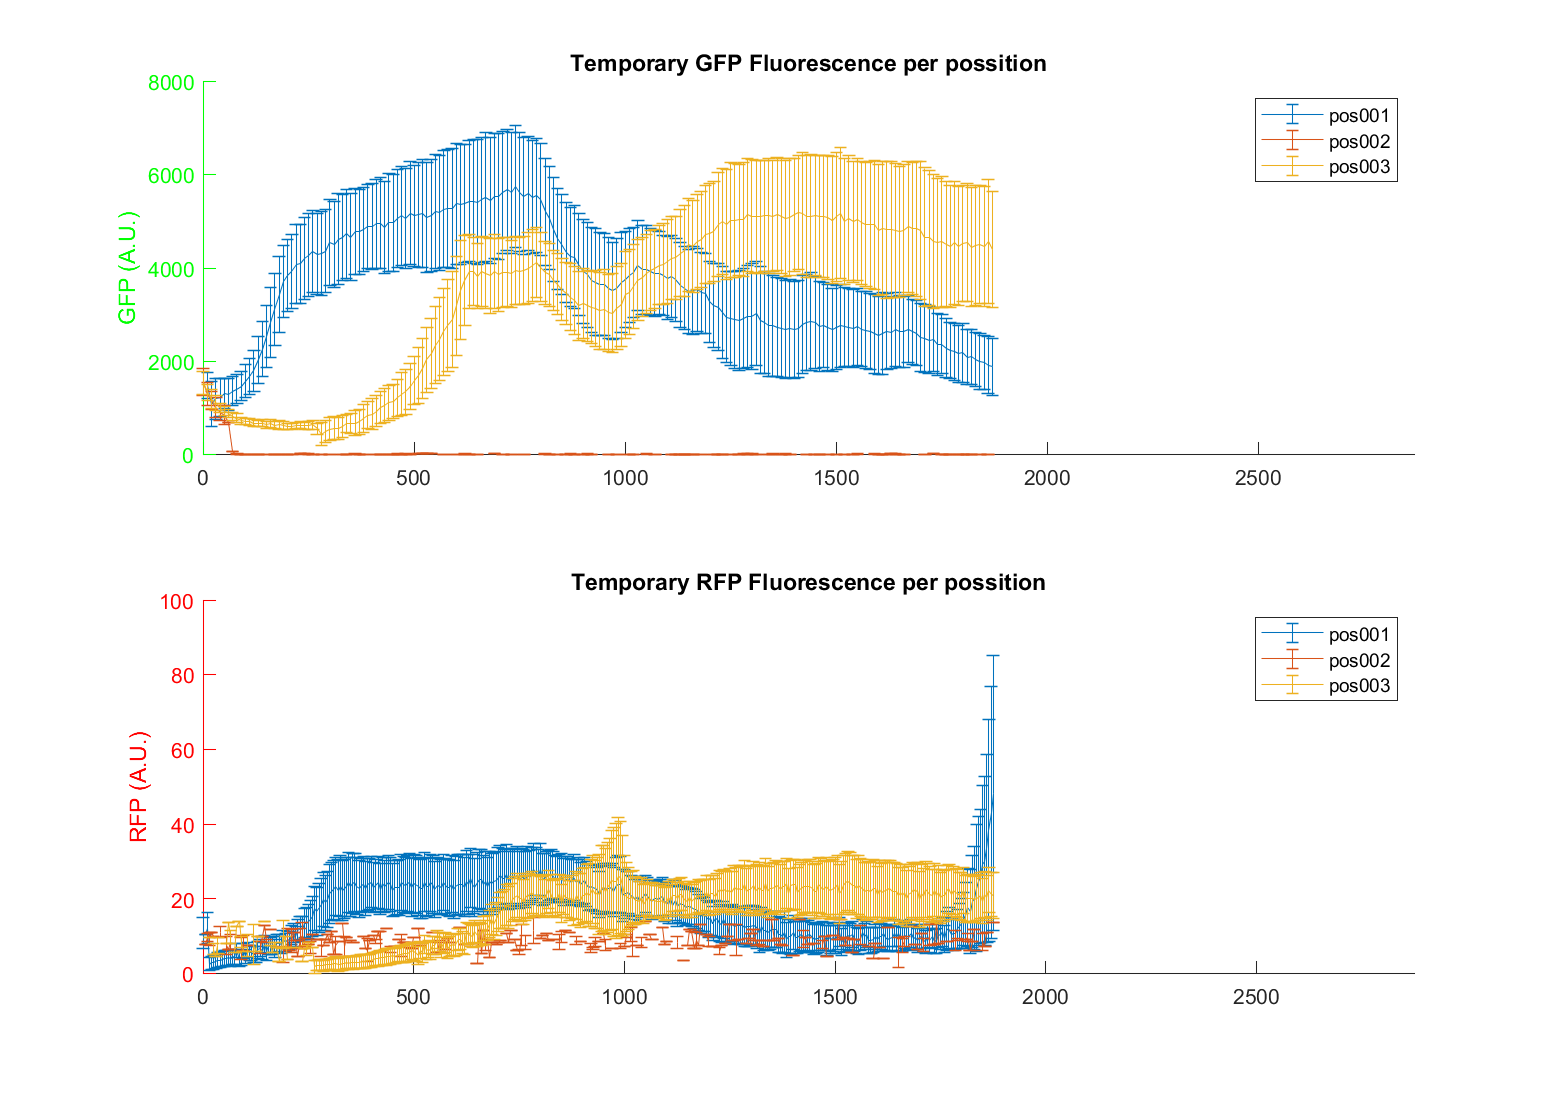 Temporary GFP Fluorescence per possition
8000
6000
4000
2000
0
GFP (A.U.)
0 500 1000 1500 2000 2500
pos001
pos002
pos003
Temporary RFP Fluorescence per possition
100
80
60
40
20
0
RFP (A.U.)
0 500 1000 1500 2000 2500
pos001
pos002
pos003